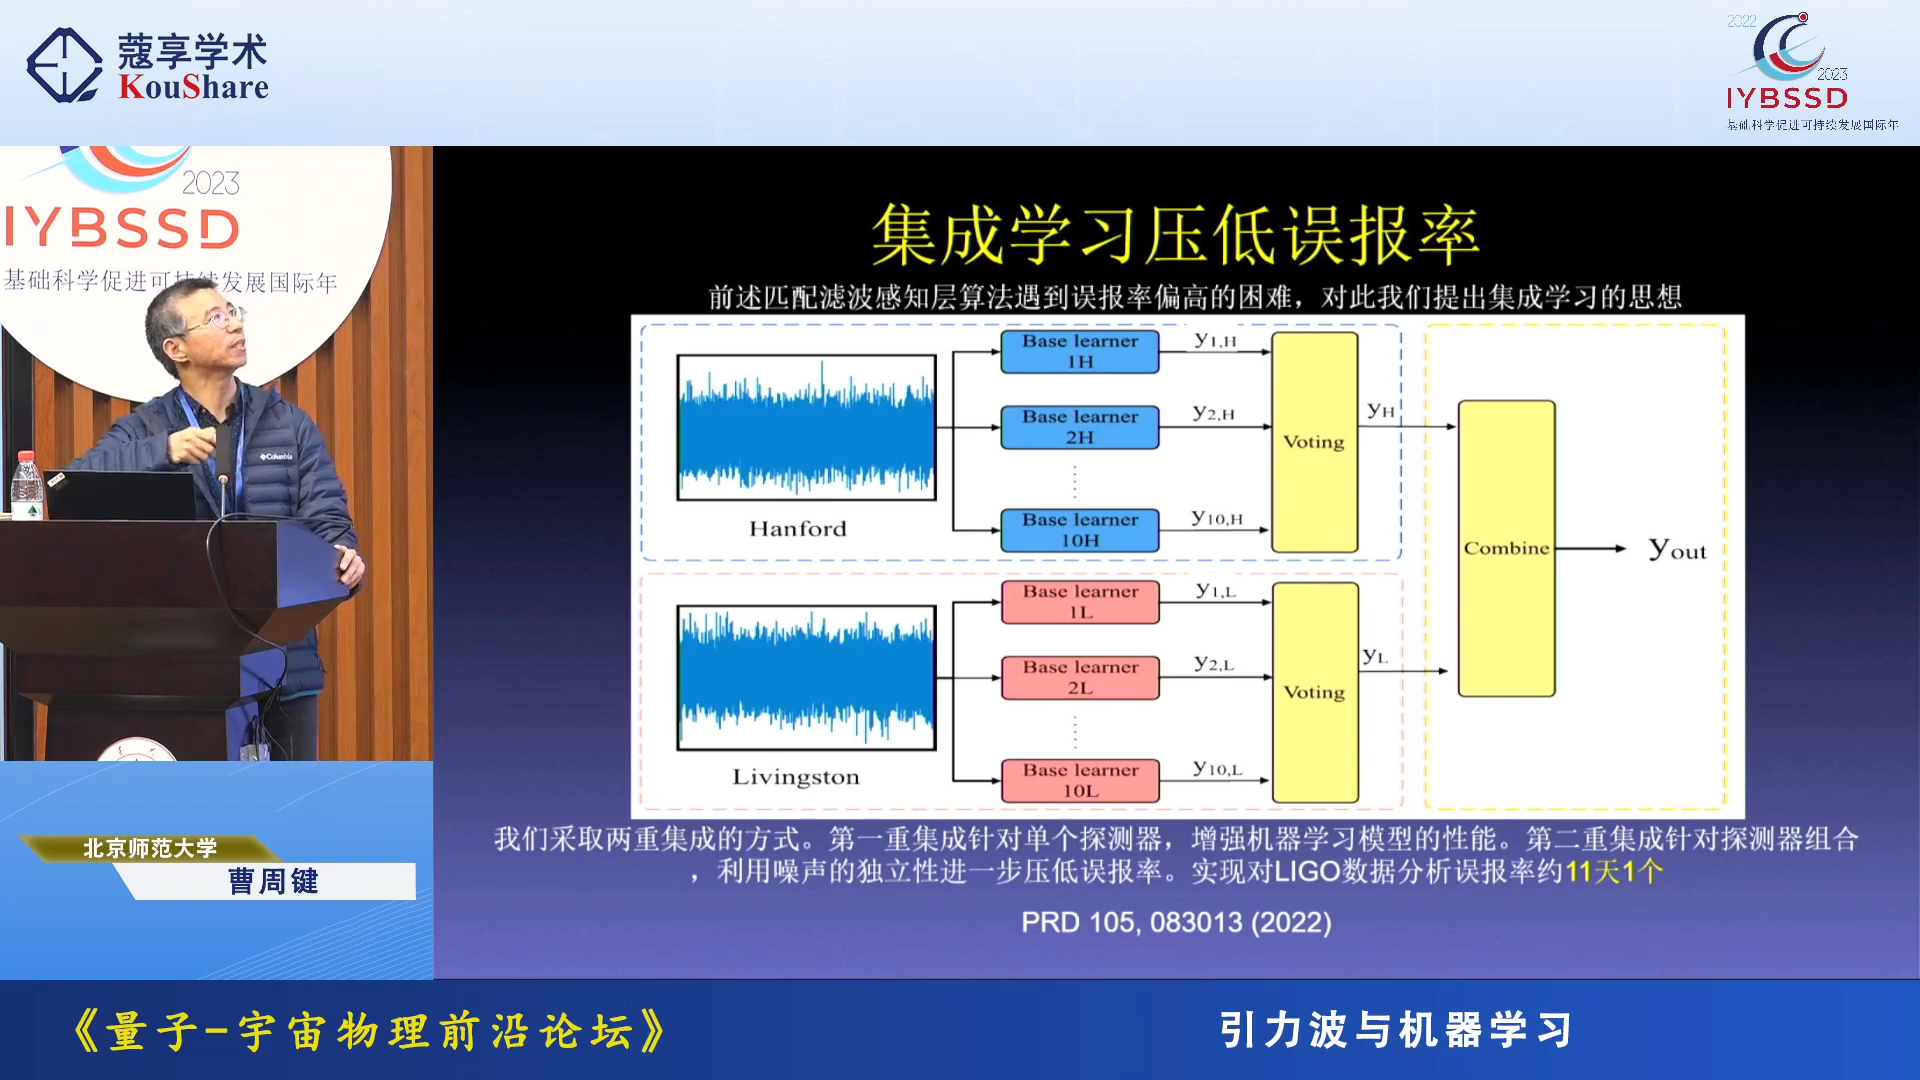 蔻享学术
KouShare
2022
2023
IYBSSD
基础科学促进可持续发展国际年
2023
IYBSSD
基础科学促进可持续发展国际年
Columbia
集成学习压低误报率
前述匹配滤波感知层算法遇到误报率偏高的困难，对此我们提出集成学习的思想
Hanford
Base learner
1H
y1,H
Base learner
2H
y2,H
Base learner
10H
y10,H
Voting
yH
Livingston
Base learner
1L
y1,L
Base learner
2L
y2,L
Base learner
10L
y10,L
Voting
yL
Combine
yout
我们采取两重集成的方式。第一重集成针对单个探测器，增强机器学习模型的性能。第二重集成针对探测器组合
，利用噪声的独立性进一步压低误报率。实现对LIGO数据分析误报率约11天1个
PRD 105, 083013 (2022)
北京师范大学
曹周键
《量子-宇宙物理前沿论坛》
引力波与机器学习